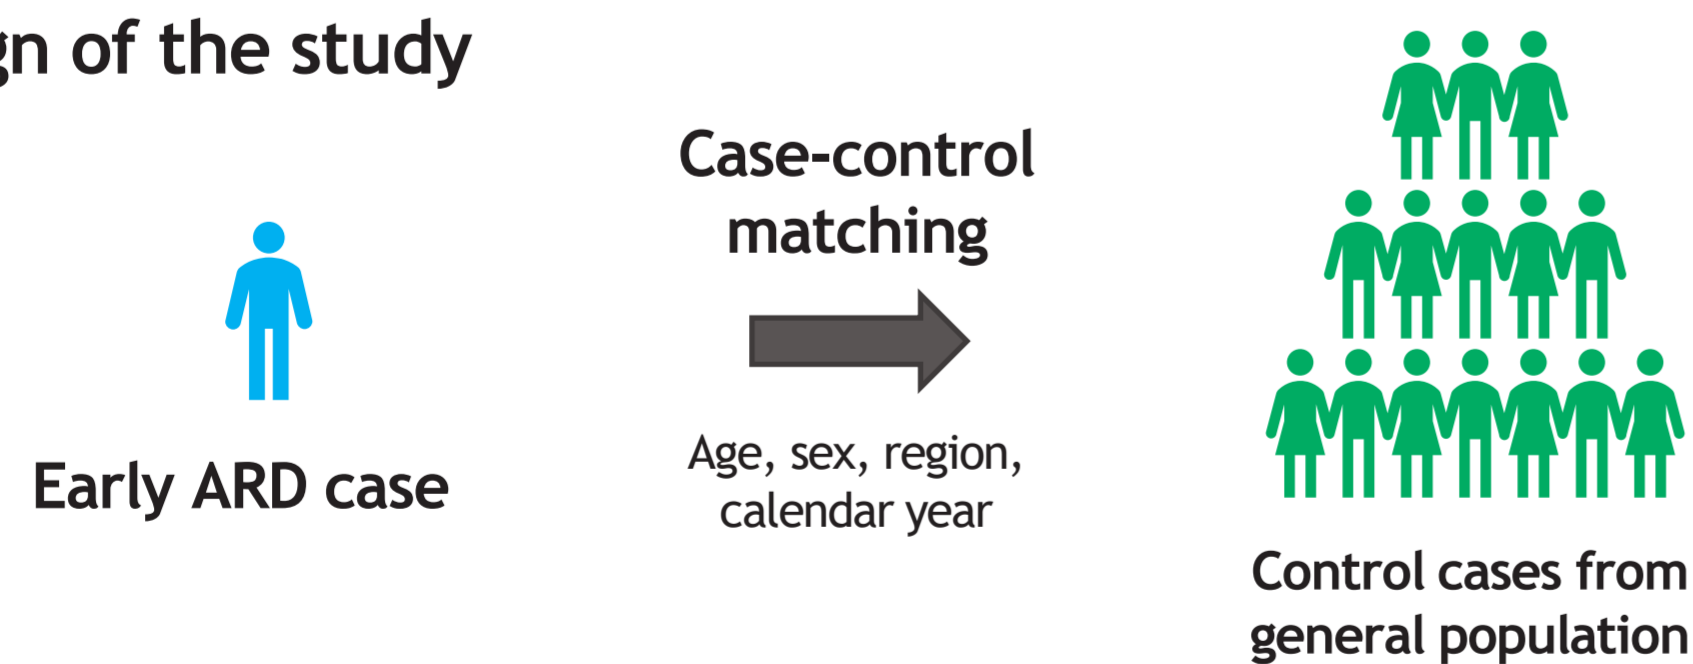 of the study
Case-control
matching
Early ARD case
Age, sex, region,
calendar year
Control cases from
general population